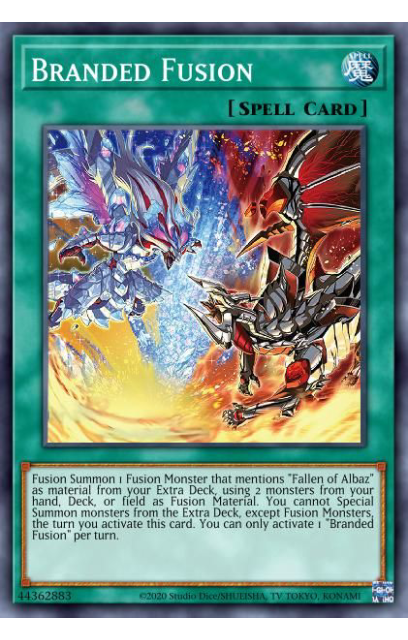 BRANDED FUSION
[SPELL CARD]
Fusion Summon 1 Fusion Monster that mentions "Fallen of Albaz"
as material from your Extra Deck, using 2 monsters from your
hand, Deck, or field as Fusion Material. You cannot Special
Summon monsters from the Extra Deck, except Fusion Monsters,
the turn you activate this card. You can only activate 1 "Branded
Fusion" per turn.
44362883
©2020 Studio Dice/SHUEISHA, TV TOKYO, KONAMI